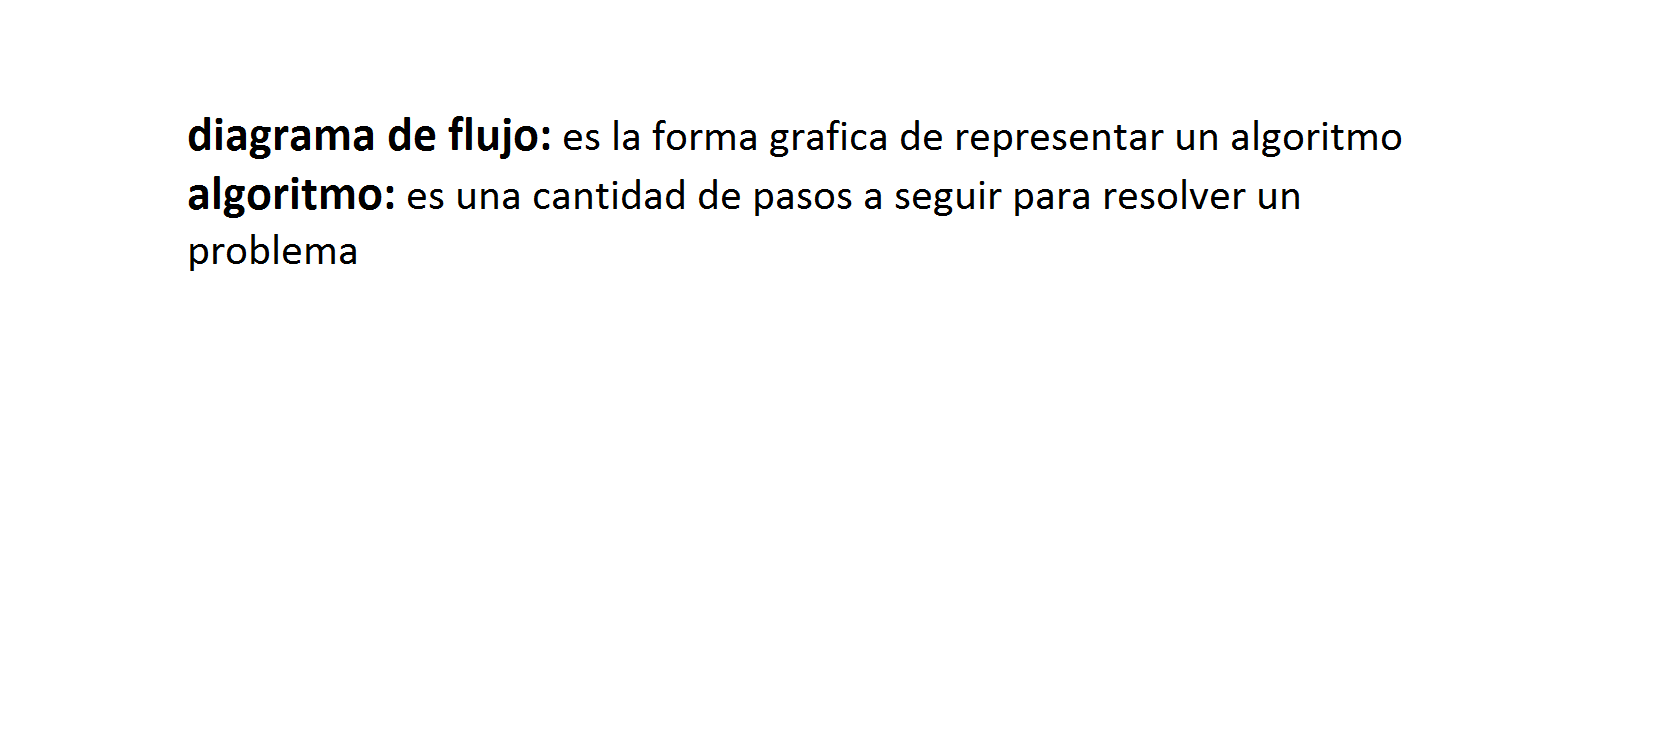 diagrama de flujo: es la forma grafica de representar un algoritmo
algoritmo: es una cantidad de pasos a seguir para resolver un
problema